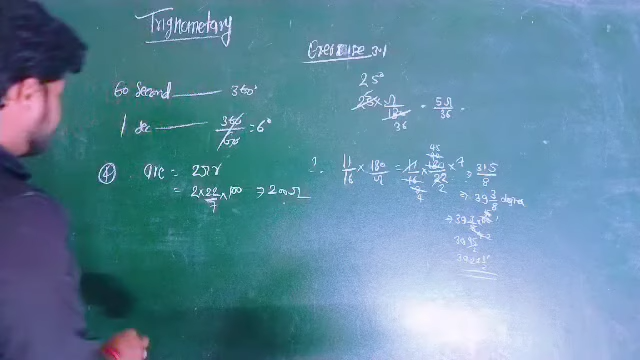 Trignometary
Exercise 3.1
60 Second 360°
1 Sec 360/60 = 6°
25°
25 × π/180 = 5π/36
36
④ arc = 2πr
= 2 × 22/7 × 100 ⇒ 200π
11/16 × 180/π = 11/16 × 180/22 × 7 ⇒ 315/8
⇒ 39 3/8 degree